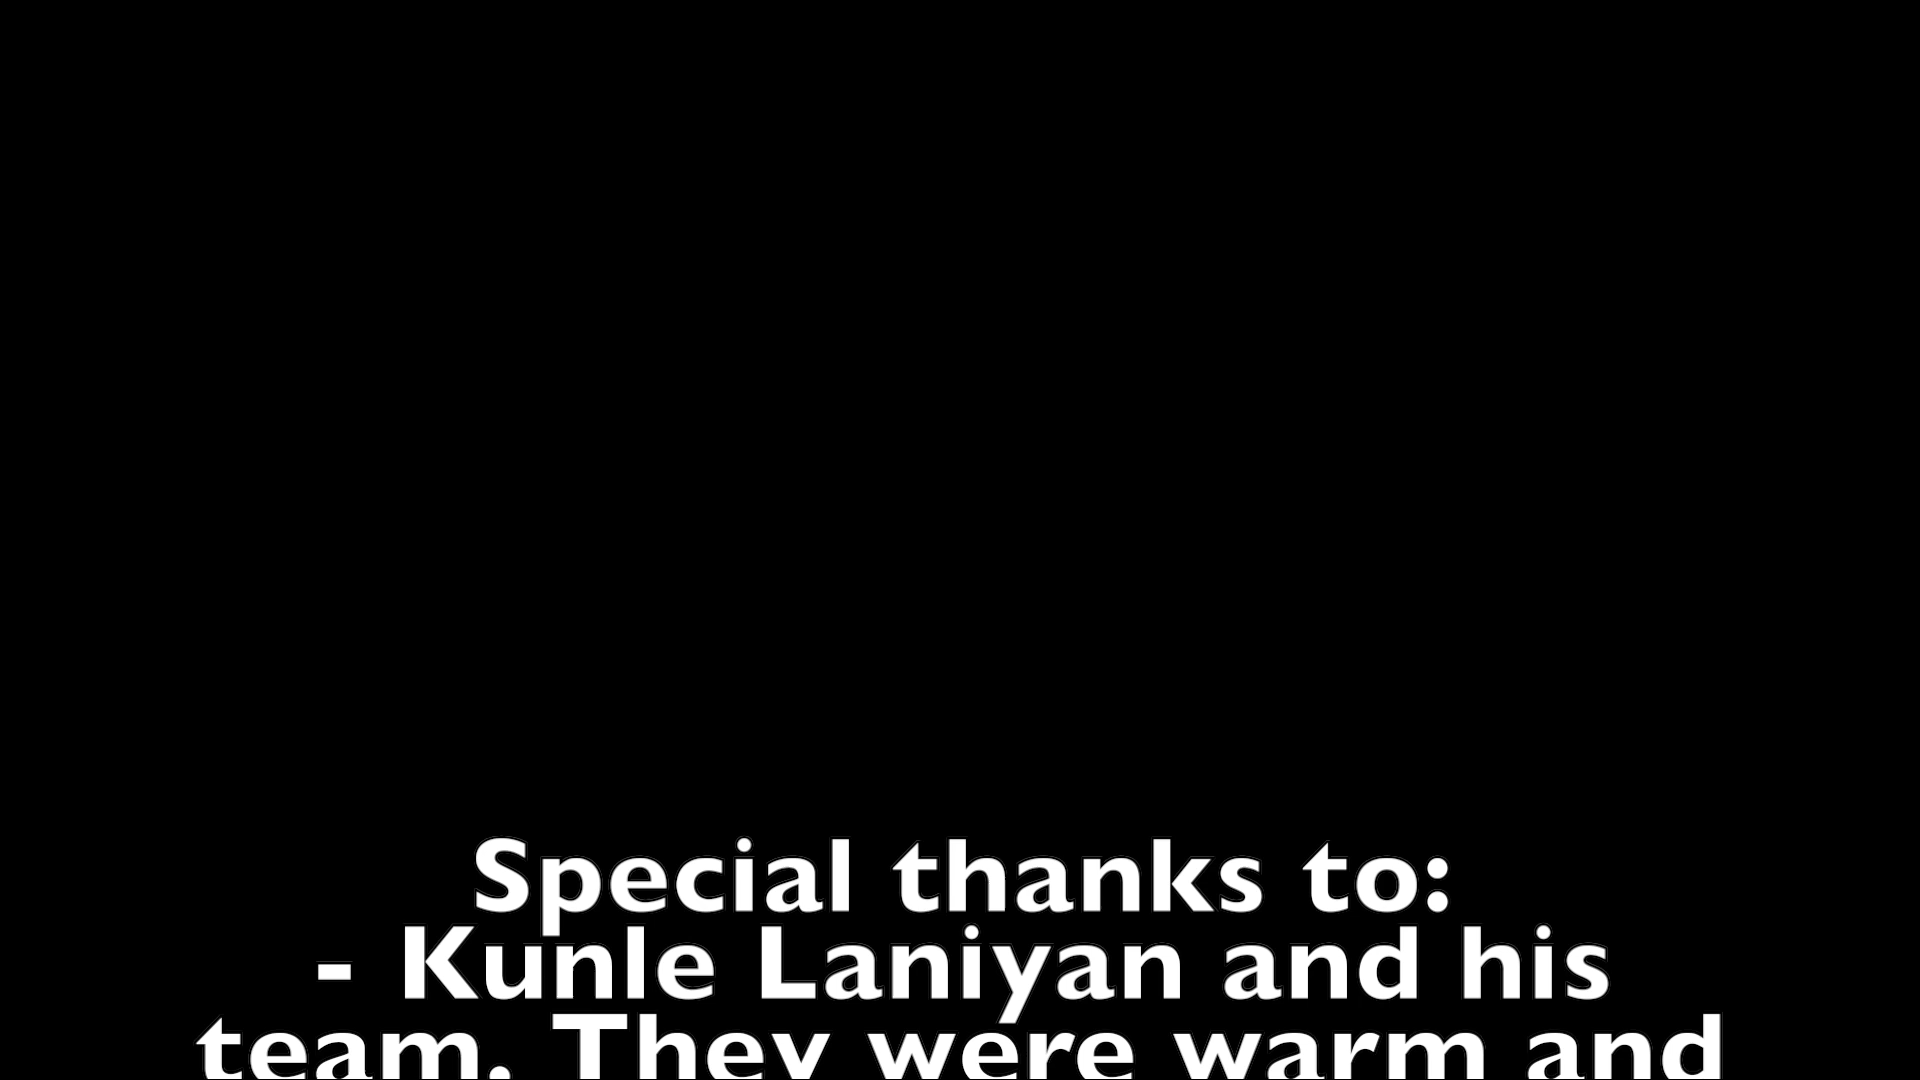 Special thanks to:
- Kunle Laniyan and his
team. They were warm and